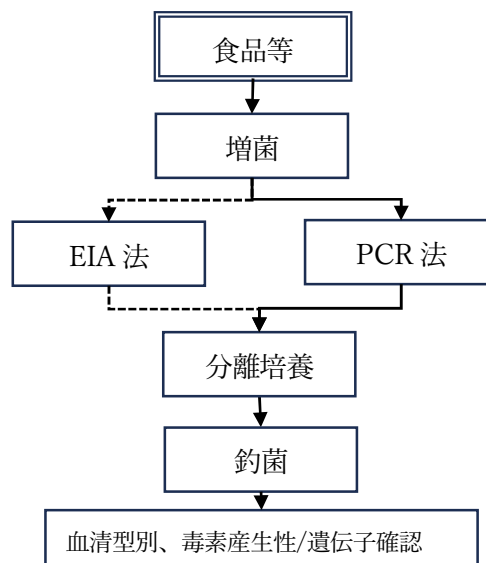 食品等
増菌
EIA 法
PCR 法
分離培養
釣菌
血清型別、毒素産生性/遺伝子確認